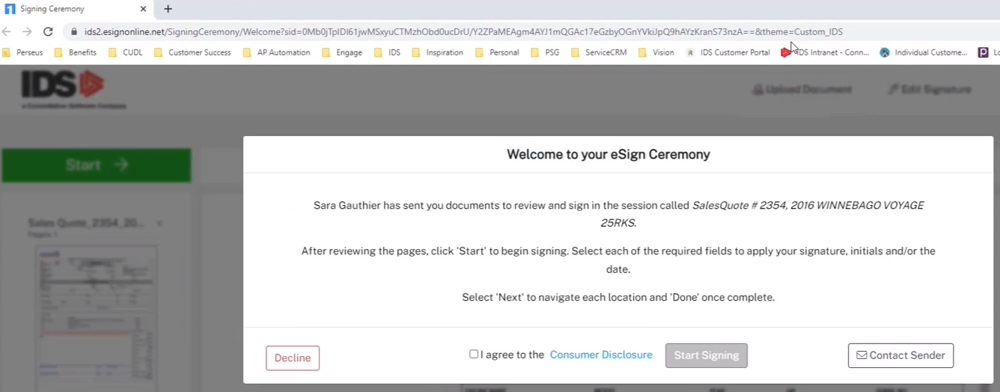 Signing Ceremony
ids2.esignonline.net/SigningCeremony/Welcome?sid=0Mb0jTpIDI61jwMSxyuCTMzhObd0ucDrU/Y2ZPaMEAgm4AYJ1mQGAc17eGzbyOGnYVkiJpQ9hAYzKranS73nzA==&theme=Custom_IDS
Perseus Benefits CUDL Customer Success AP Automation Engage IDS Inspiration Personal PSG ServiceCRM Vision IDS Customer Portal IDS Intranet - Conn... Individual Custome...
IDS
a Constellation Software Company
Upload Document Edit Signature
Start →
Welcome to your eSign Ceremony
Sara Gauthier has sent you documents to review and sign in the session called SalesQuote # 2354, 2016 WINNEBAGO VOYAGE
25RKS.
Sales Quote_2354_20...
Pages: 1
After reviewing the pages, click 'Start' to begin signing. Select each of the required fields to apply your signature, initials and/or the
date.
Select 'Next' to navigate each location and 'Done' once complete.
Decline I agree to the Consumer Disclosure Start Signing Contact Sender